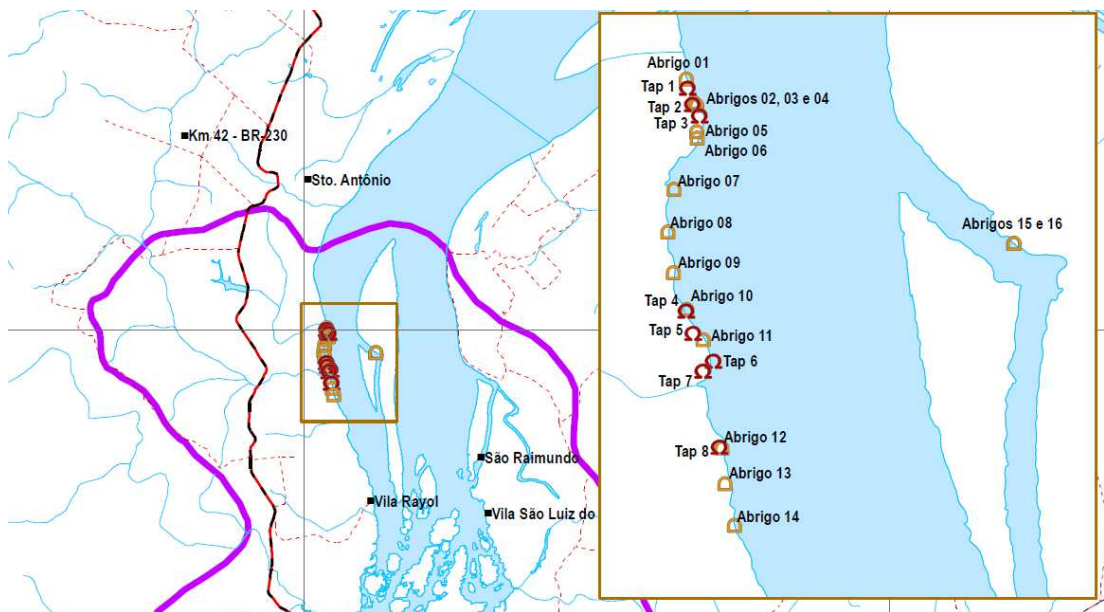 Km 42 - BR-230
Sto. Antônio
São Raimundo
Vila Rayol
Vila São Luiz do
Abrigo 01
Tap 1
Tap 2
Abrigos 02, 03 e 04
Tap 3
Abrigo 05
Abrigo 06
Abrigo 07
Abrigo 08
Abrigos 15 e 16
Abrigo 09
Tap 4
Abrigo 10
Tap 5
Abrigo 11
Tap 6
Tap 7
Abrigo 12
Tap 8
Abrigo 13
Abrigo 14